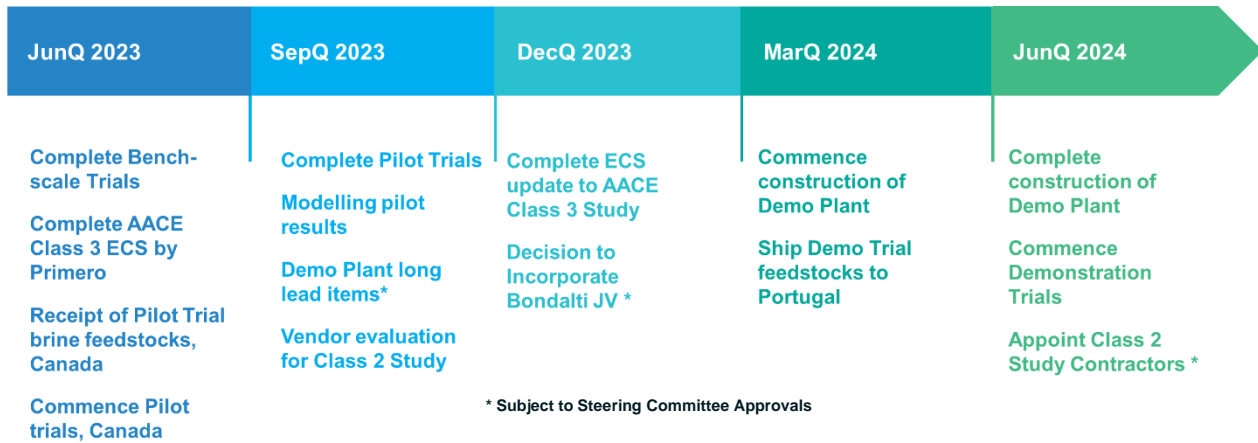 JunQ 2023
SepQ 2023
DecQ 2023
MarQ 2024
JunQ 2024
Complete Bench-
scale Trials
Complete AACE
Class 3 ECS by
Primero
Receipt of Pilot Trial
brine feedstocks,
Canada
Commence Pilot
trials, Canada
Complete Pilot Trials
Modelling pilot
results
Demo Plant long
lead items*
Vendor evaluation
for Class 2 Study
Complete ECS
update to AACE
Class 3 Study
Decision to
Incorporate
Bondalti JV *
Commence
construction of
Demo Plant
Ship Demo Trial
feedstocks to
Portugal
Complete
construction of
Demo Plant
Commence
Demonstration
Trials
Appoint Class 2
Study Contractors *
* Subject to Steering Committee Approvals